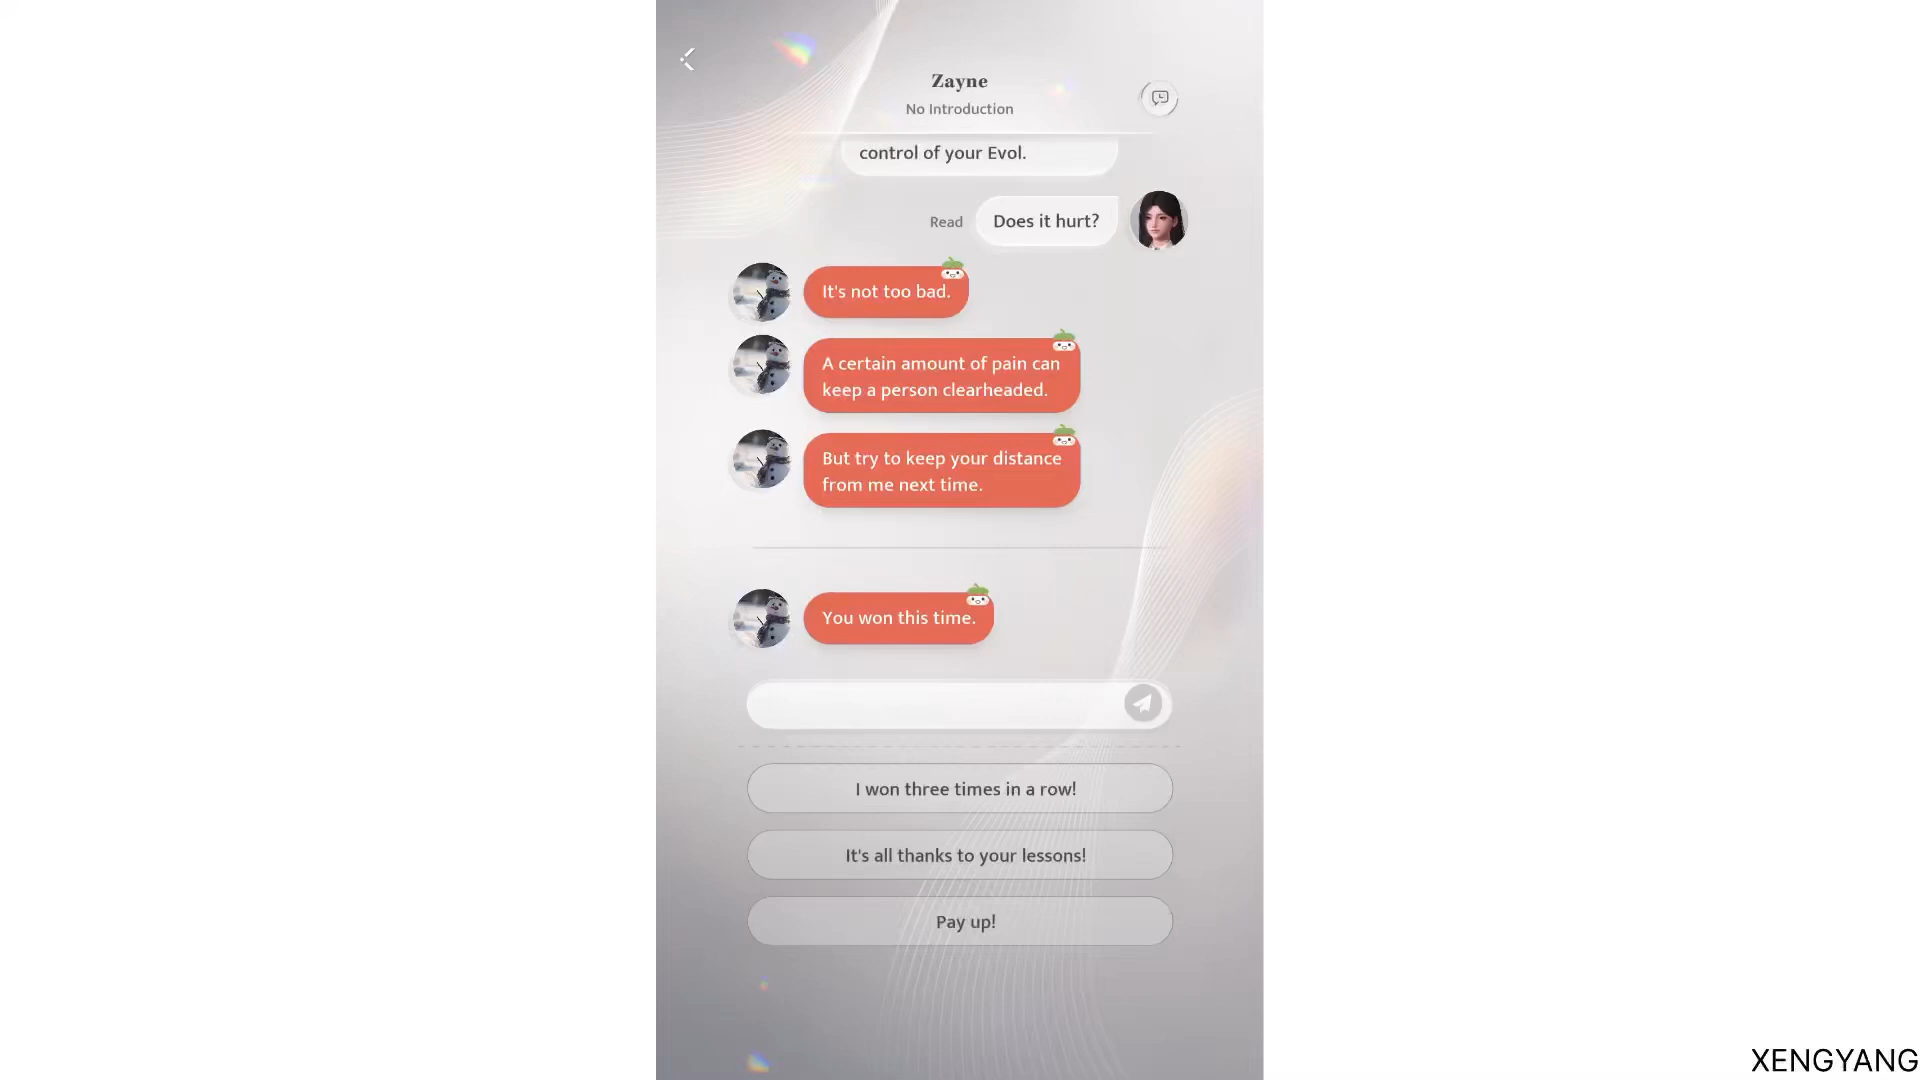 Zayne
No Introduction
control of your Evol.
Read
Does it hurt?
It's not too bad.
A certain amount of pain can
keep a person clearheaded.
But try to keep your distance
from me next time.
You won this time.
I won three times in a row!
It's all thanks to your lessons!
Pay up!
XENGYANG